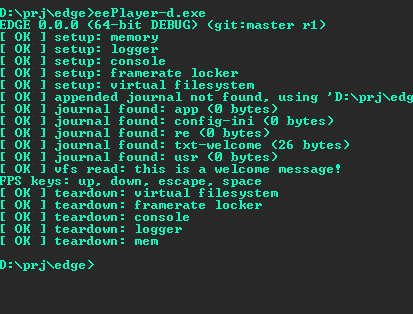 D:\prj\edge>eePlayer-d.exe
EDGE 0.0.0 (64-bit DEBUG) (git:master r1)
[ OK ] setup: memory
[ OK ] setup: logger
[ OK ] setup: console
[ OK ] setup: framerate locker
[ OK ] setup: virtual filesystem
[ OK ] appended journal not found, using 'D:\prj\edg
[ OK ] journal found: app (0 bytes)
[ OK ] journal found: config-ini (0 bytes)
[ OK ] journal found: re (0 bytes)
[ OK ] journal found: txt-welcome (26 bytes)
[ OK ] journal found: usr (0 bytes)
[ OK ] vfs read: this is a welcome message!
FPS keys: up, down, escape, space
[ OK ] teardown: virtual filesystem
[ OK ] teardown: framerate locker
[ OK ] teardown: console
[ OK ] teardown: logger
[ OK ] teardown: mem
D:\prj\edge>